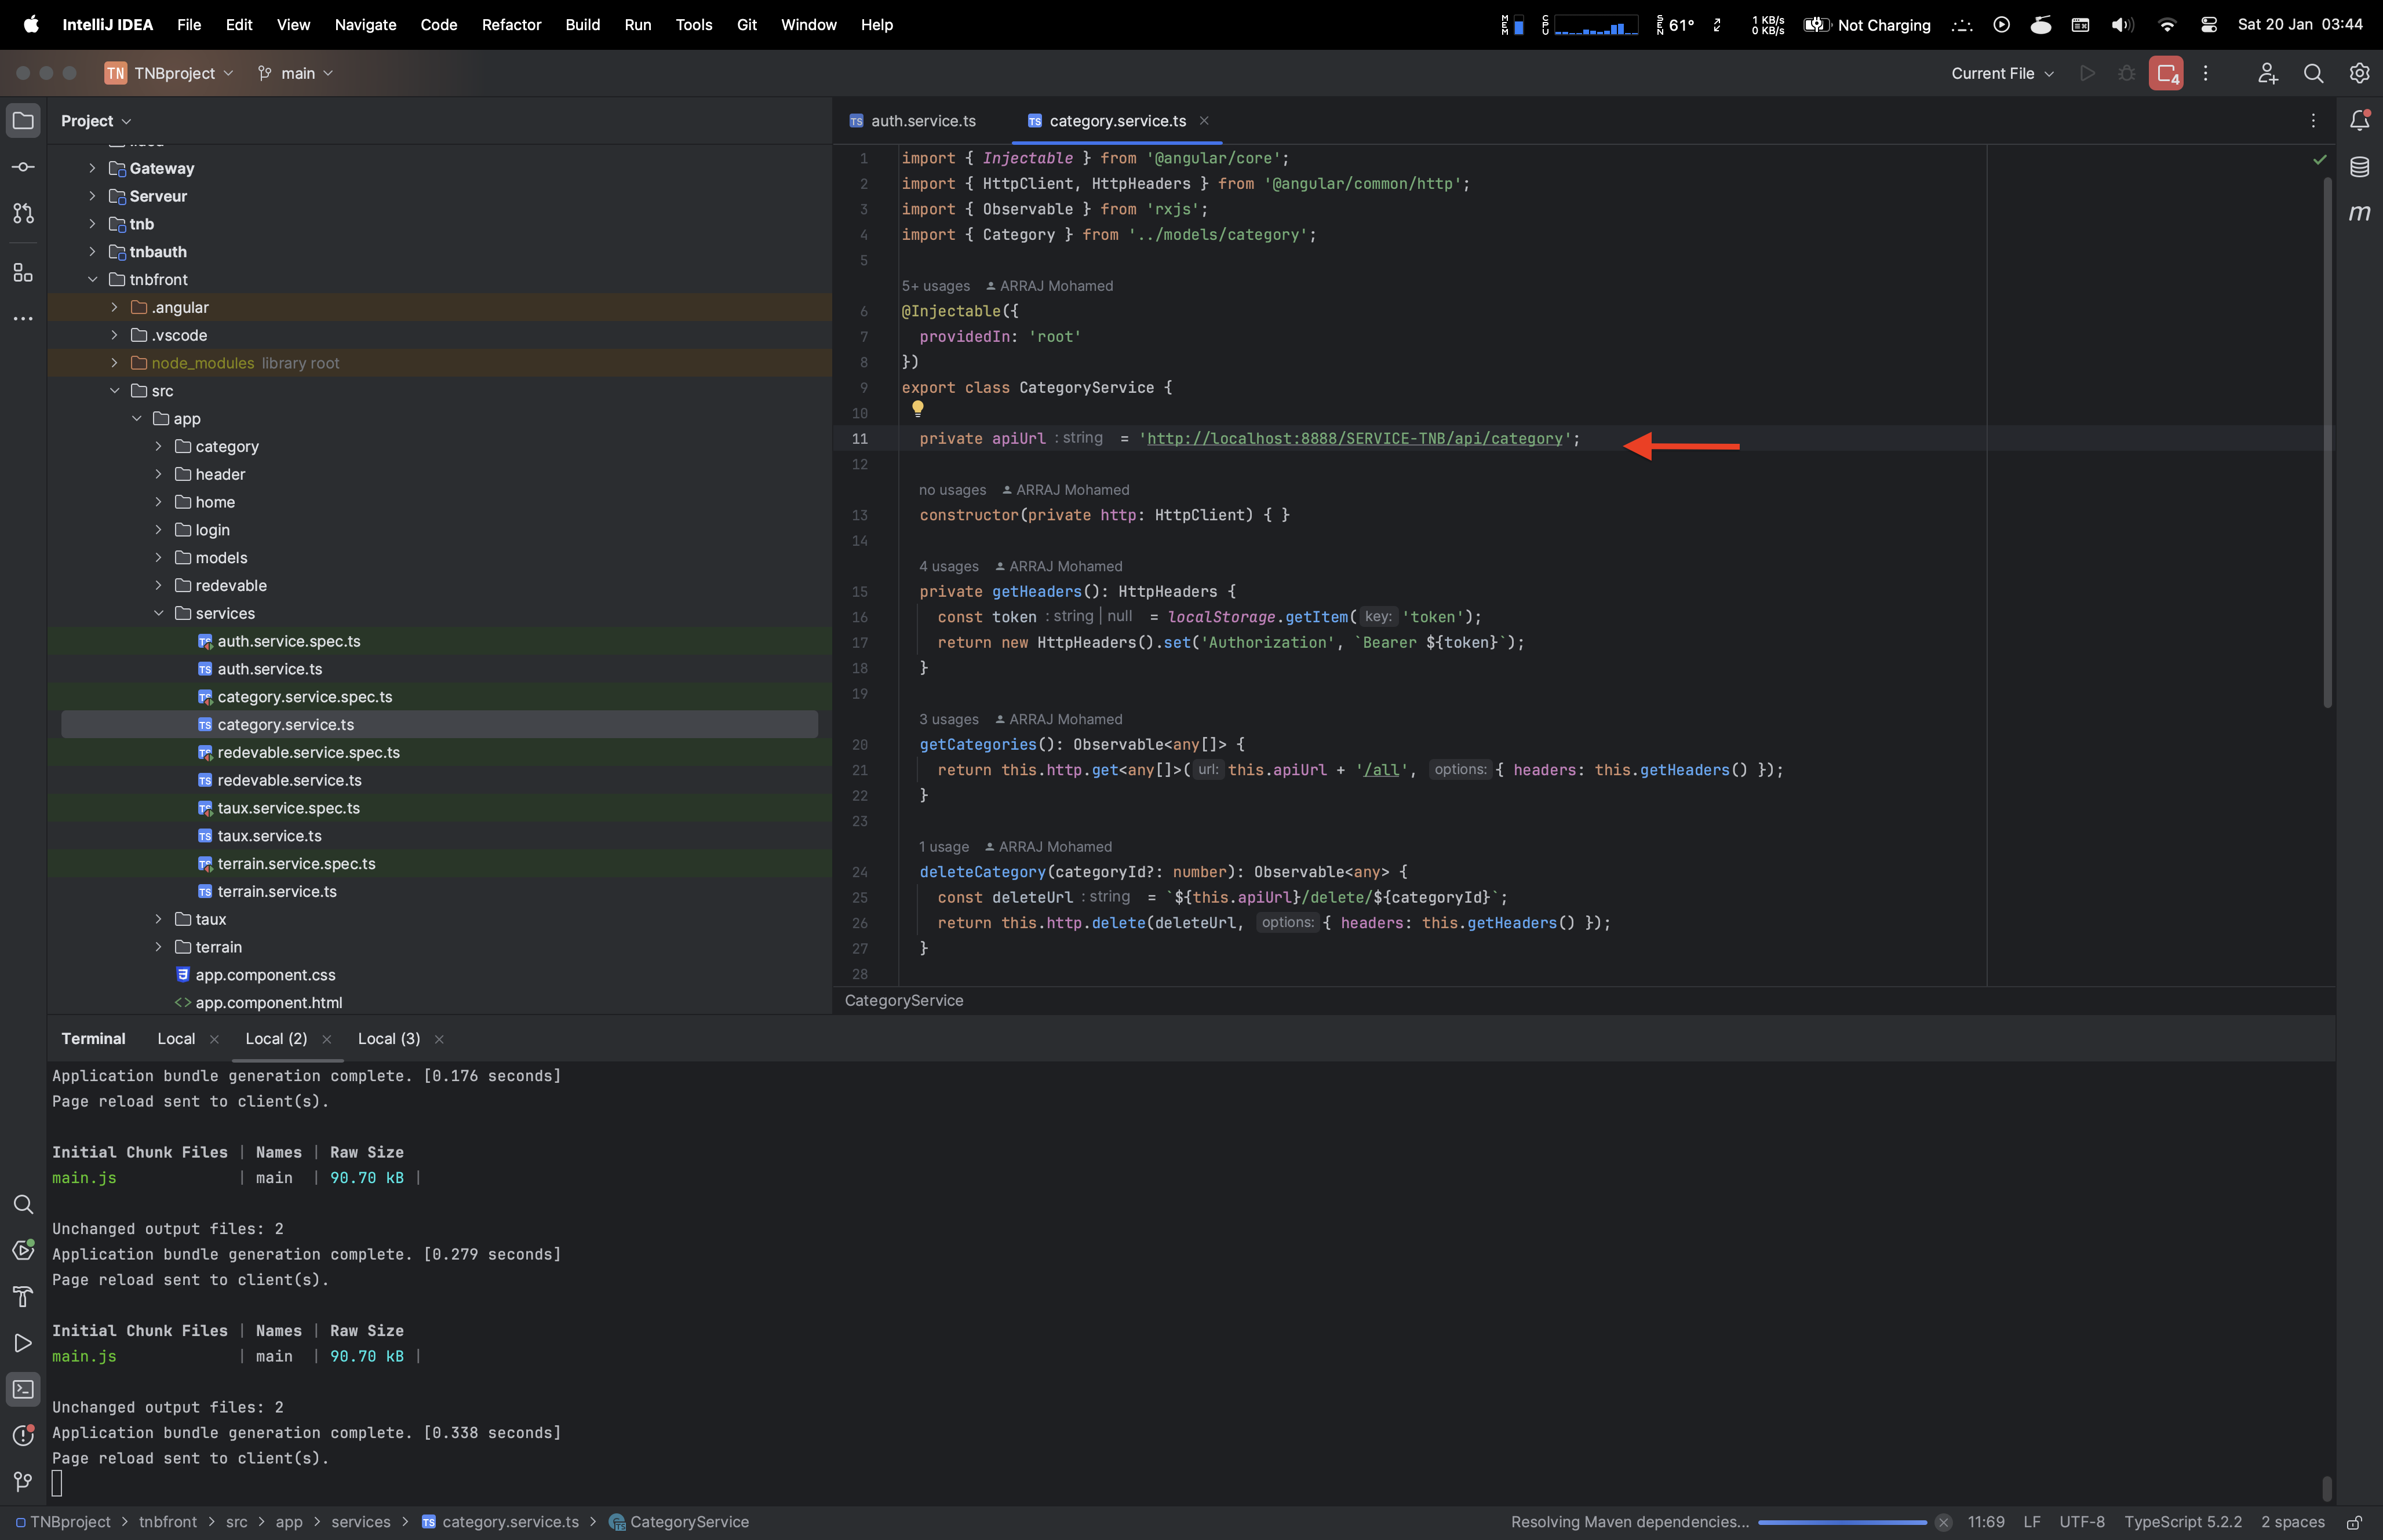 IntelliJ IDEA File Edit View Navigate Code Refactor Build Run Tools Git Window Help MEM CPU SEN 61° 1 KB/s 0 KB/s Not Charging Sat 20 Jan 03:44
TN TNBproject main Current File 4
Project
Gateway
Serveur
tnb
tnbauth
tnbfront
.angular
.vscode
node_modules library root
src
app
category
header
home
login
models
redevable
services
auth.service.spec.ts
auth.service.ts
category.service.spec.ts
category.service.ts
redevable.service.spec.ts
redevable.service.ts
taux.service.spec.ts
taux.service.ts
terrain.service.spec.ts
terrain.service.ts
taux
terrain
app.component.css
app.component.html
TS auth.service.ts TS category.service.ts
1 import { Injectable } from '@angular/core';
2 import { HttpClient, HttpHeaders } from '@angular/common/http';
3 import { Observable } from 'rxjs';
4 import { Category } from '../models/category';
5
5+ usages ARRAJ Mohamed
6 @Injectable({
7 providedIn: 'root'
8 })
9 export class CategoryService {
10
11 private apiUrl : string = 'http://localhost:8888/SERVICE-TNB/api/category';
12
no usages ARRAJ Mohamed
13 constructor(private http: HttpClient) { }
14
4 usages ARRAJ Mohamed
15 private getHeaders(): HttpHeaders {
16 const token : string | null = localStorage.getItem( key: 'token');
17 return new HttpHeaders().set('Authorization', `Bearer ${token}`);
18 }
19
3 usages ARRAJ Mohamed
20 getCategories(): Observable<any[]> {
21 return this.http.get<any[]>( url: this.apiUrl + '/all', options: { headers: this.getHeaders() });
22 }
23
1 usage ARRAJ Mohamed
24 deleteCategory(categoryId?: number): Observable<any> {
25 const deleteUrl : string = `${this.apiUrl}/delete/${categoryId}`;
26 return this.http.delete(deleteUrl, options: { headers: this.getHeaders() });
27 }
28
CategoryService
m
Terminal Local Local (2) Local (3)
Application bundle generation complete. [0.176 seconds]
Page reload sent to client(s).
Initial Chunk Files | Names | Raw Size
main.js | main | 90.70 kB |
Unchanged output files: 2
Application bundle generation complete. [0.279 seconds]
Page reload sent to client(s).
Initial Chunk Files | Names | Raw Size
main.js | main | 90.70 kB |
Unchanged output files: 2
Application bundle generation complete. [0.338 seconds]
Page reload sent to client(s).
TNBproject > tnbfront > src > app > services > TS category.service.ts > CategoryService Resolving Maven dependencies... 11:69 LF UTF-8 TypeScript 5.2.2 2 spaces